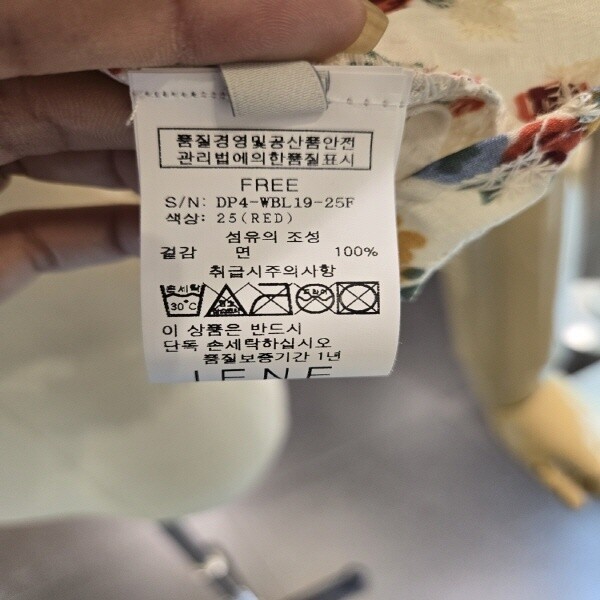 품질경영및공산품안전
관리법에의한품질표시
FREE
S/N: DP4-WBL19-25F
색상: 25(RED)
섬유의 조성
겉감 면 100%
취급시주의사항
손세탁
30°C
드라이
이 상품은 반드시
단독 손세탁하십시오
품질보증기간 1년